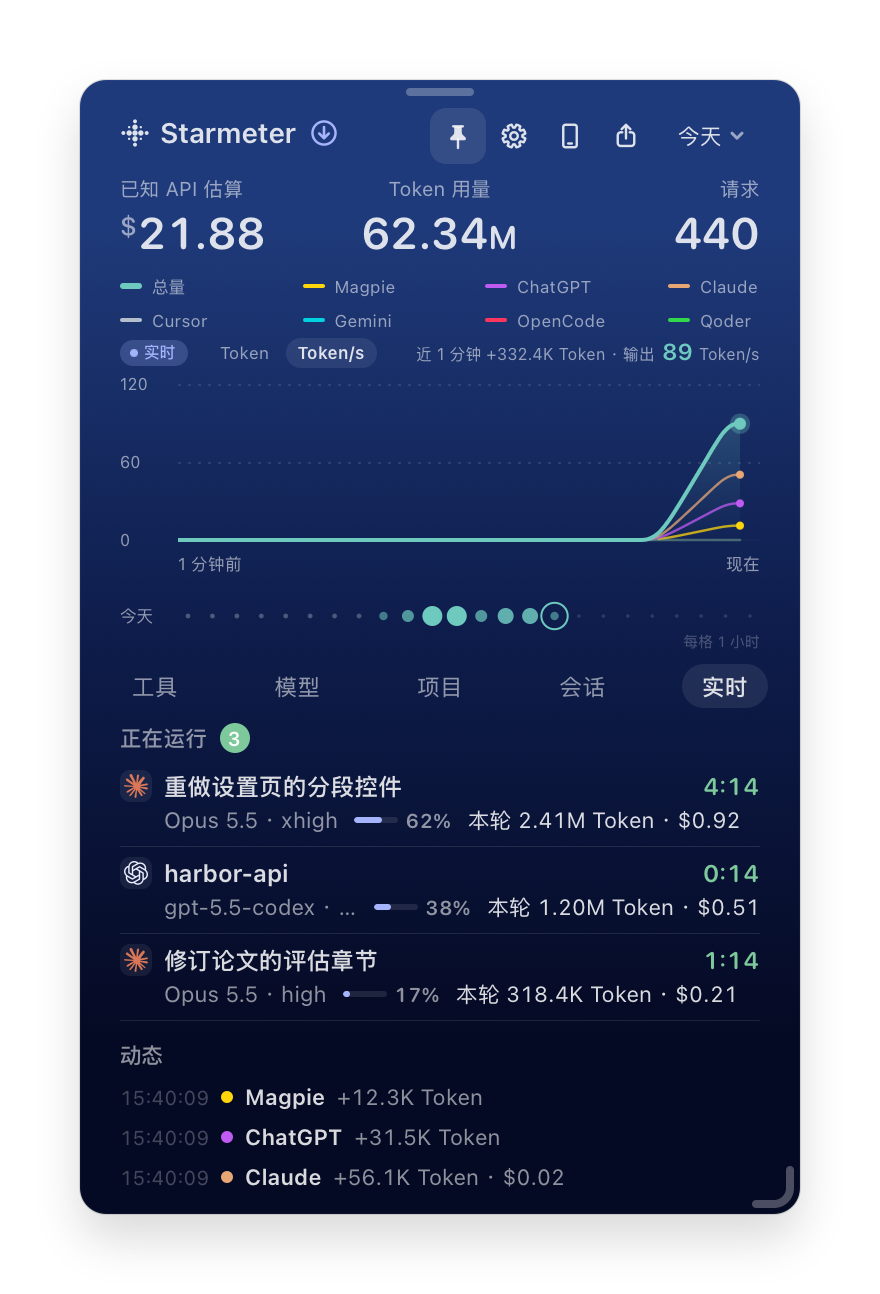 Starmeter 今天
已知 API 估算 Token 用量 请求
$21.88 62.34M 440
总量 Magpie ChatGPT Claude
Cursor Gemini OpenCode Qoder
实时 Token Token/s 近 1 分钟 +332.4K Token · 输出 89 Token/s
120
60
0
1 分钟前 现在
今天
每格 1 小时
工具 模型 项目 会话 实时
正在运行 3
重做设置页的分段控件 4:14
Opus 5.5 · xhigh 62% 本轮 2.41M Token · $0.92
harbor-api 0:14
gpt-5.5-codex · ... 38% 本轮 1.20M Token · $0.51
修订论文的评估章节 1:14
Opus 5.5 · high 17% 本轮 318.4K Token · $0.21
动态
15:40:09 Magpie +12.3K Token
15:40:09 ChatGPT +31.5K Token
15:40:09 Claude +56.1K Token · $0.02